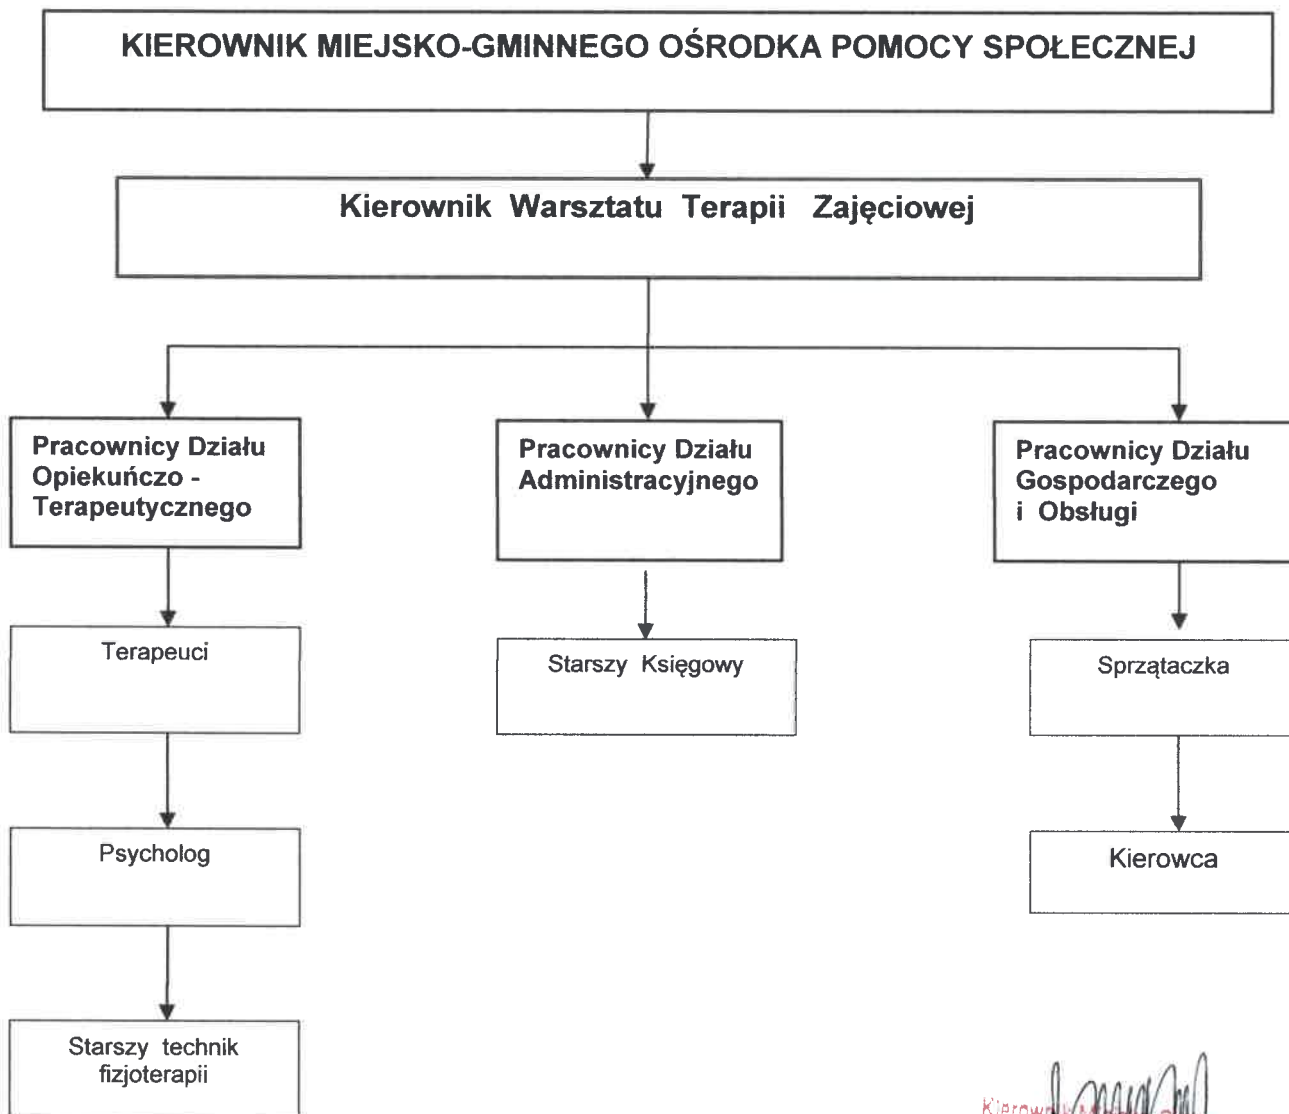 KIEROWNIK MIEJSKO-GMINNEGO OŚRODKA POMOCY SPOŁECZNEJ
Kierownik Warsztatu Terapii Zajęciowej
Pracownicy Działu
Opiekuńczo -
Terapeutycznego
Pracownicy Działu
Administracyjnego
Pracownicy Działu
Gospodarczego
i Obsługi
Terapeuci
Starszy Księgowy
Sprzątaczka
Psycholog
Kierowca
Starszy technik
fizjoterapii
Kierownik